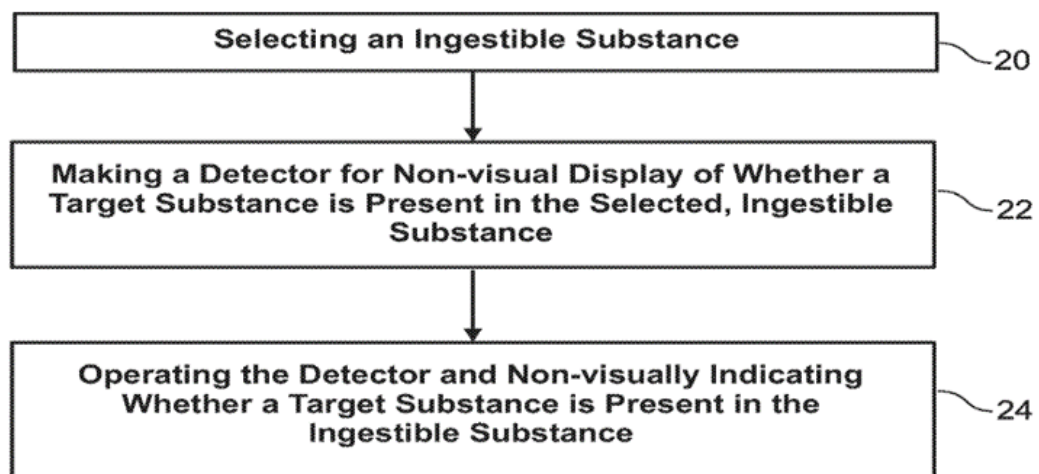 Selecting an Ingestible Substance
20
Making a Detector for Non-visual Display of Whether a
Target Substance is Present in the Selected, Ingestible
Substance
22
Operating the Detector and Non-visually Indicating
Whether a Target Substance is Present in the
Ingestible Substance
24